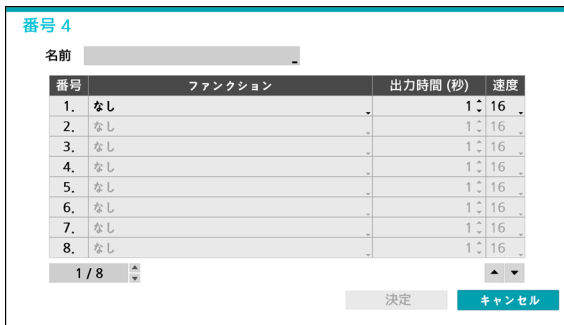 番号 4
名前
番号 ファンクション 出力時間 (秒) 速度
1. なし 1 16
2. なし 1 16
3. なし 1 16
4. なし 1 16
5. なし 1 16
6. なし 1 16
7. なし 1 16
8. なし 1 16
1 / 8
決定 キャンセル